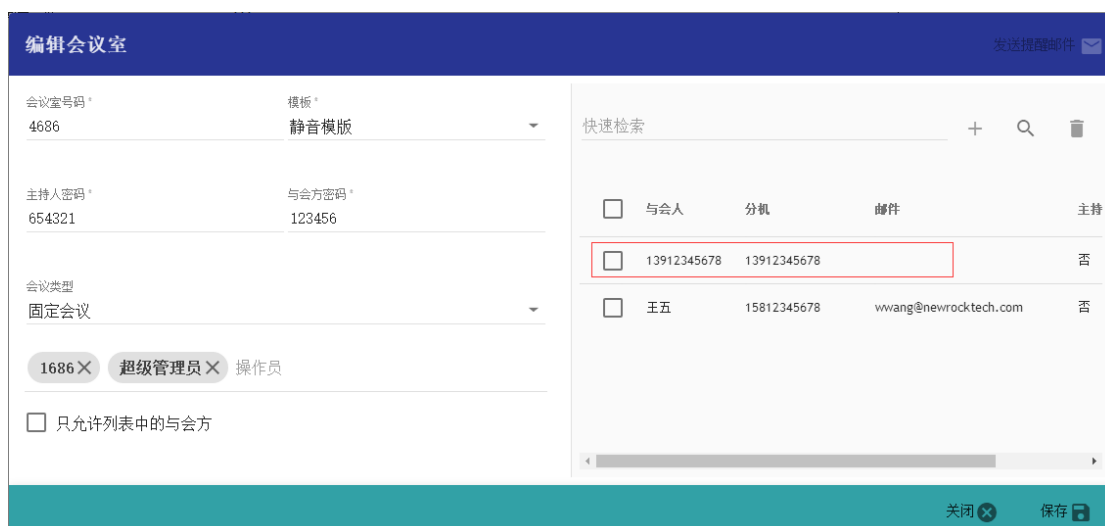 编辑会议室
发送提醒邮件
会议室号码*
模板*
4686
静音模版
主持人密码*
与会方密码*
654321
123456
会议类型
固定会议
1686 超级管理员 操作员
只允许列表中的与会方
快速检索
与会人 分机 邮件 主持
13912345678 13912345678 否
王五 15812345678 wwang@newrocktech.com 否
关闭 保存